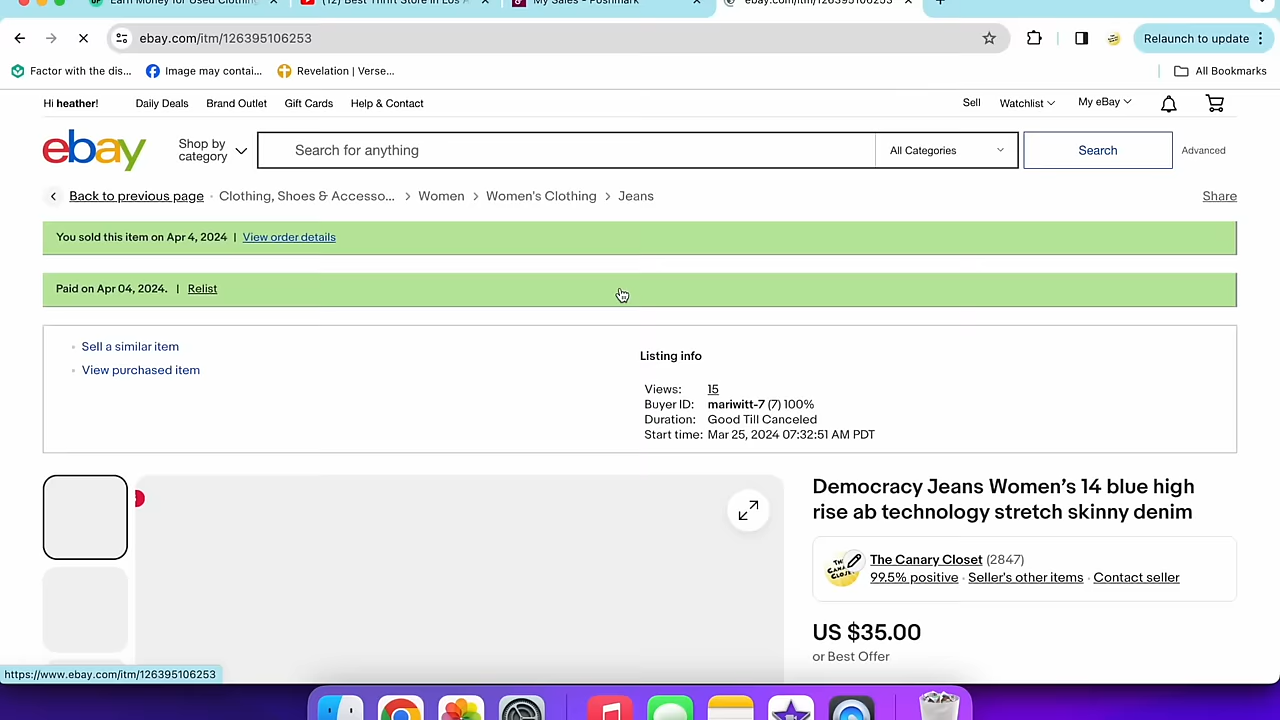 Earn Money for Used Clothing
(12) Best Thrift Store in Los A
My Sales - Poshmark
ebay.com/itm/126395106253
ebay.com/itm/126395106253
Relaunch to update
Factor with the dis...
Image may contai...
Revelation | Verse...
All Bookmarks
Hi heather!
Daily Deals
Brand Outlet
Gift Cards
Help & Contact
Sell
Watchlist
My eBay
ebay
Shop by category
Search for anything
All Categories
Search
Advanced
Back to previous page
Clothing, Shoes & Accesso... > Women > Women's Clothing > Jeans
Share
You sold this item on Apr 4, 2024 | View order details
Paid on Apr 04, 2024. | Relist
Sell a similar item
View purchased item
Listing info
Views: 15
Buyer ID: mariwitt-7 (7) 100%
Duration: Good Till Canceled
Start time: Mar 25, 2024 07:32:51 AM PDT
Democracy Jeans Women's 14 blue high
rise ab technology stretch skinny denim
The Canary Closet (2847)
99.5% positive · Seller's other items · Contact seller
US $35.00
or Best Offer
https://www.ebay.com/itm/126395106253